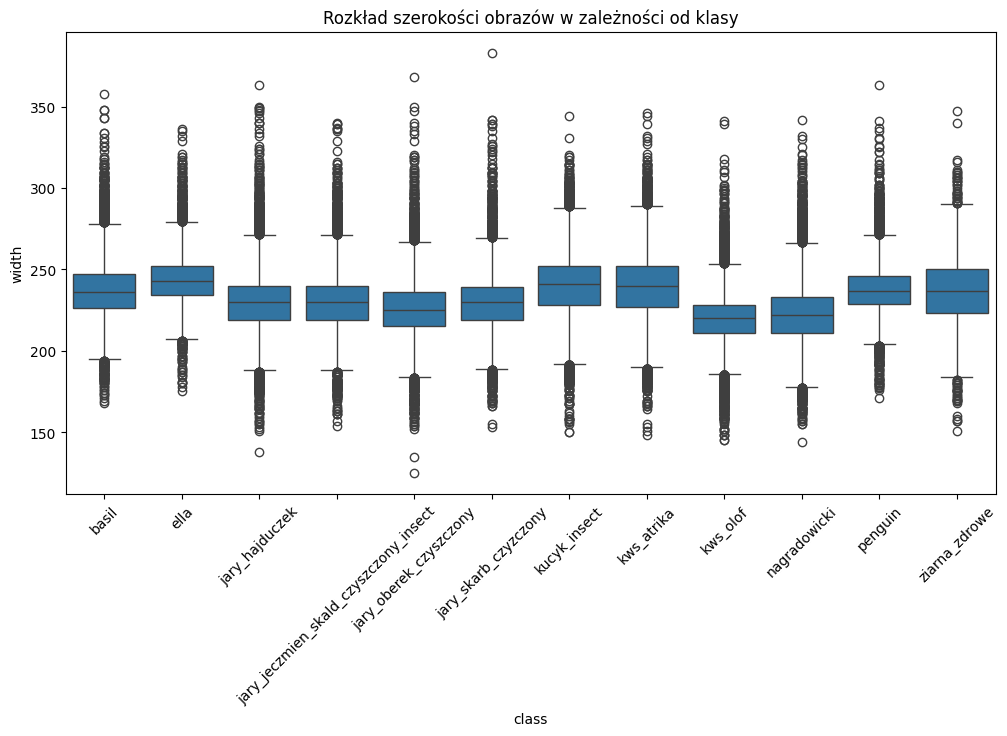 Rozkład szerokości obrazów w zależności od klasy
width
350
300
250
200
150
basil
ella
jary_hajduczek
jary_jeczmien_skald_czyszczony_insect
jary_oberek_czyszczony
jary_skarb_czyzczony
kucyk_insect
kws_atrika
kws_olof
nagradowicki
penguin
ziarna_zdrowe
class